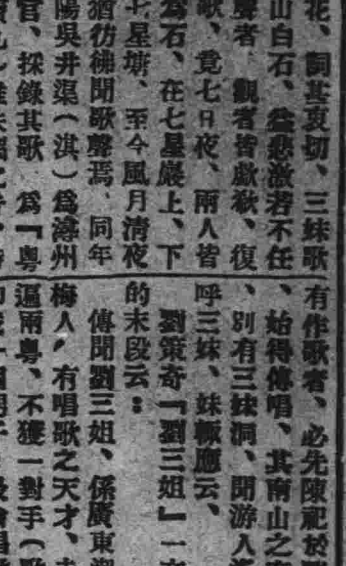 花、詞甚哀切、三妹歌
山白石、益悲激若不任
聲者、觀者皆歔欷、復
歌、竟七日夜、兩人皆
為石、在七星巖上、下
七星塘、至今風月清夜
猶彷彿聞歌聲焉、同年
陽吳井渠(淇)為潯州
官、採錄其歌 為『粵
有作歌者、必先陳祀於
、始得傳唱、其南山之
、別有三妹洞、聞游人
呼三妹、妹輒應云、
劉策奇『劉三姐』一
的末段云：
傳聞劉三姐、係廣東
梅人，有唱歌之天才、
遍兩粵、不獲一對手(